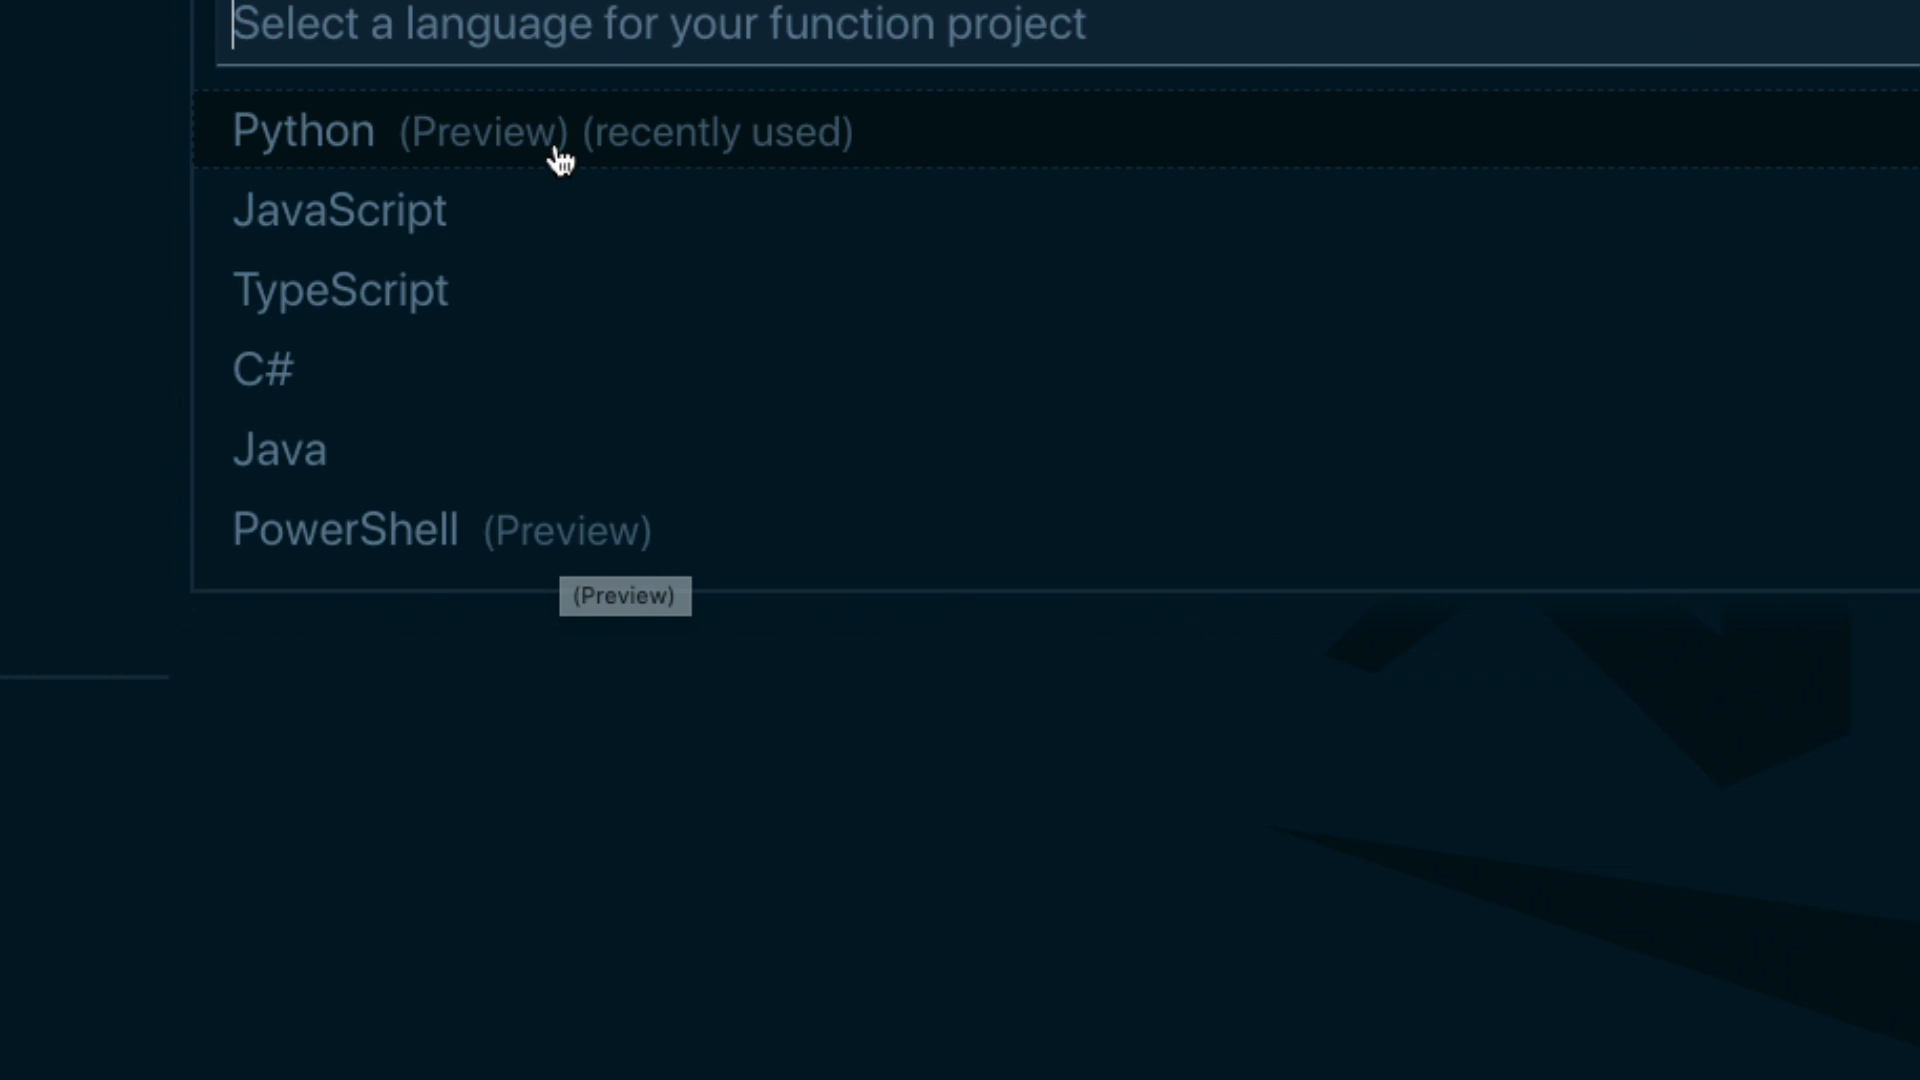 Select a language for your function project
Python (Preview) (recently used)
JavaScript
TypeScript
C#
Java
PowerShell (Preview)
(Preview)